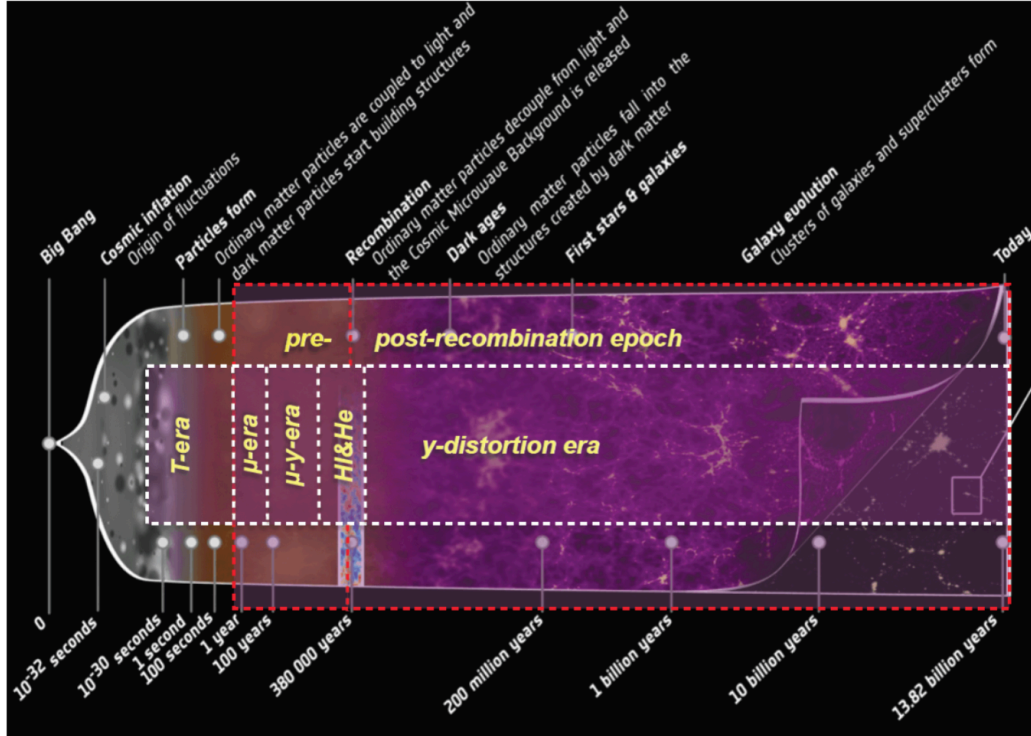 Big Bang
Cosmic inflation
Origin of fluctuations
Particles form
Ordinary matter particles are coupled to light and
dark matter particles start building structures
Recombination
Ordinary matter particles decouple from light and
the Cosmic Microwave Background is released
Dark ages
Ordinary matter particles fall into the
structures created by dark matter
First stars & galaxies
Galaxy evolution
Clusters of galaxies and superclusters form
Today
pre-
post-recombination epoch
T-era
μ-era
μ-y-era
HI&He
y-distortion era
0
10-32 seconds
10-30 seconds
1 second
100 seconds
1 year
100 years
380 000 years
200 million years
1 billion years
10 billion years
13.82 billion years